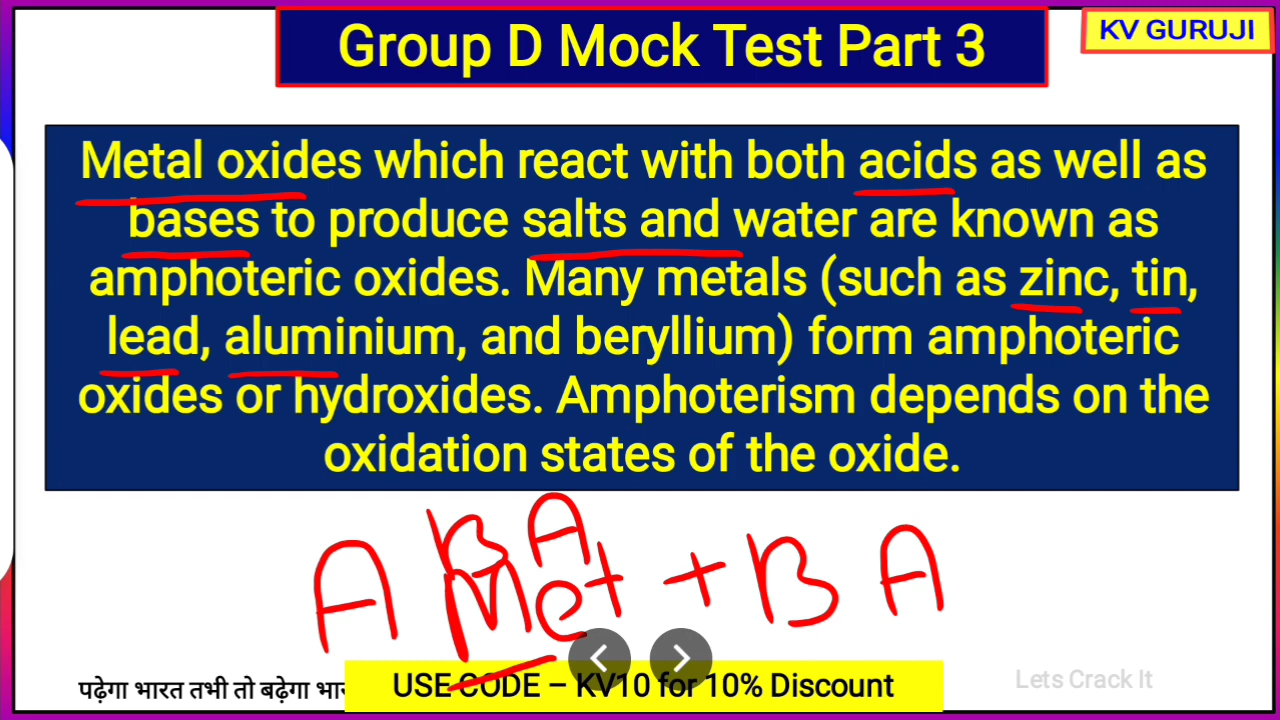 Group D Mock Test Part 3
KV GURUJI
Metal oxides which react with both acids as well as
bases to produce salts and water are known as
amphoteric oxides. Many metals (such as zinc, tin,
lead, aluminium, and beryllium) form amphoteric
oxides or hydroxides. Amphoterism depends on the
oxidation states of the oxide.
B A
A Met + B A
पढ़ेगा भारत तभी तो बढ़ेगा
USE CODE – KV10 for 10% Discount
Lets Crack It